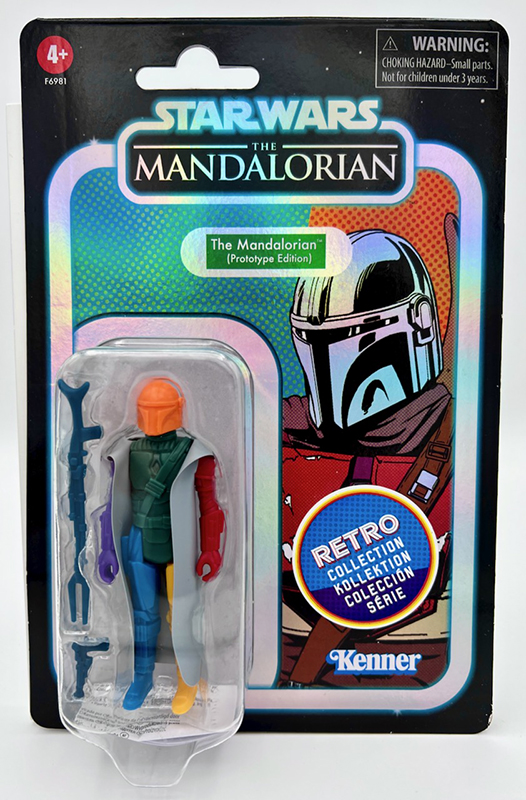 4+
F6981
WARNING:
CHOKING HAZARD–Small parts.
Not for children under 3 years.
STAR WARS
THE
MANDALORIAN
The Mandalorian™
(Prototype Edition)
RETRO
COLLECTION
KOLLEKTION
COLECCIÓN
SÉRIE
Kenner